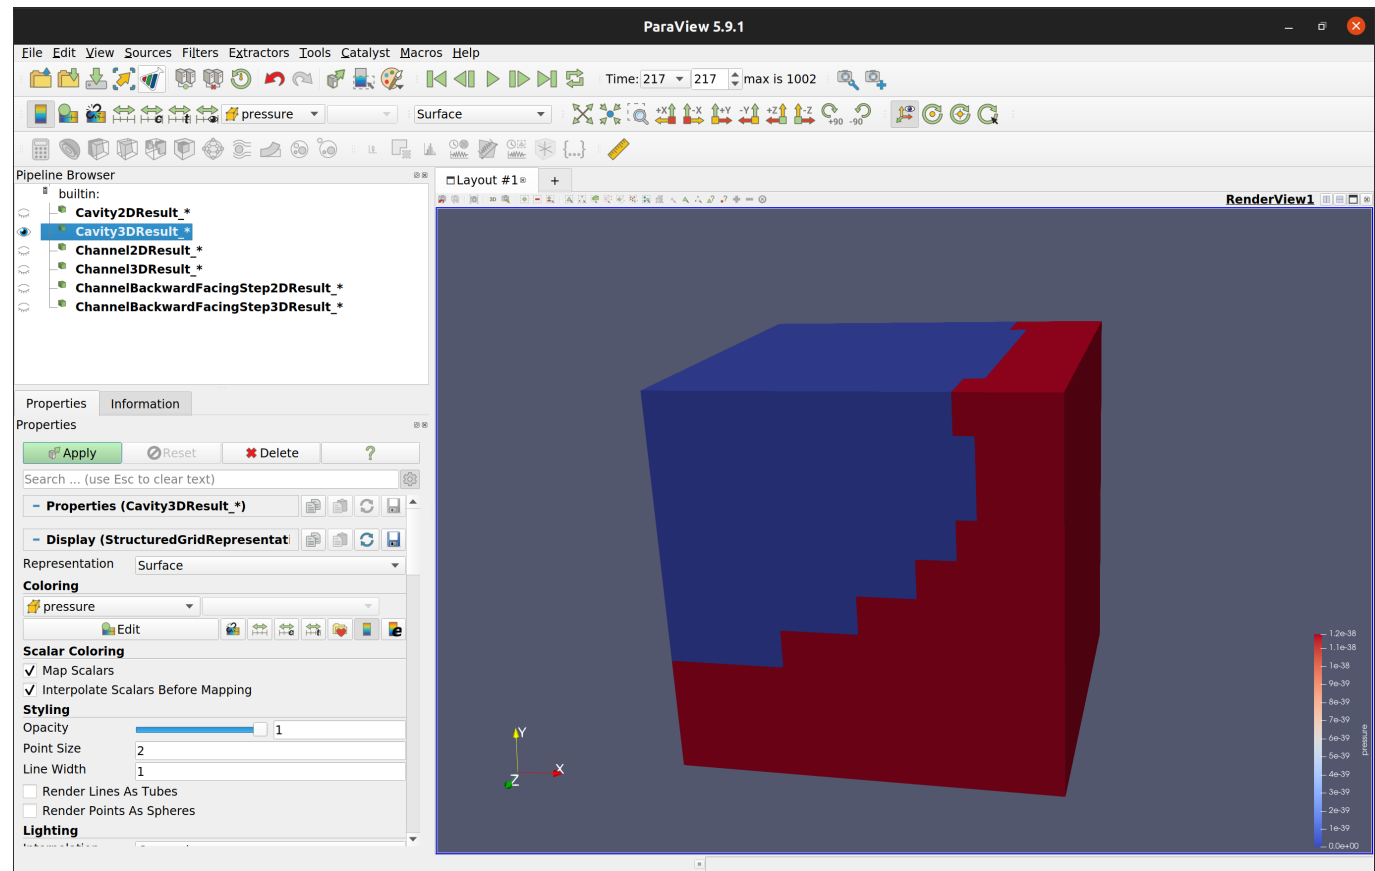 ParaView 5.9.1
File Edit View Sources Filters Extractors Tools Catalyst Macros Help
Time: 217 217 max is 1002
pressure Surface +X -X +Y -Y +Z -Z +90 -90
Pipeline Browser
builtin:
Cavity2DResult_*
Cavity3DResult_*
Channel2DResult_*
Channel3DResult_*
ChannelBackwardFacingStep2DResult_*
ChannelBackwardFacingStep3DResult_*
Properties Information
Properties
Apply Reset Delete ?
Search ... (use Esc to clear text)
Properties (Cavity3DResult_*)
Display (StructuredGridRepresentati
Representation Surface
Coloring
pressure
Edit
Scalar Coloring
Map Scalars
Interpolate Scalars Before Mapping
Styling
Opacity 1
Point Size 2
Line Width 1
Render Lines As Tubes
Render Points As Spheres
Lighting
Layout #1 +
3D
RenderView1
Y
X
Z
1.2e-38
1.1e-38
1e-38
9e-39
8e-39
7e-39
6e-39
5e-39
4e-39
3e-39
2e-39
1e-39
0.0e+00
pressure